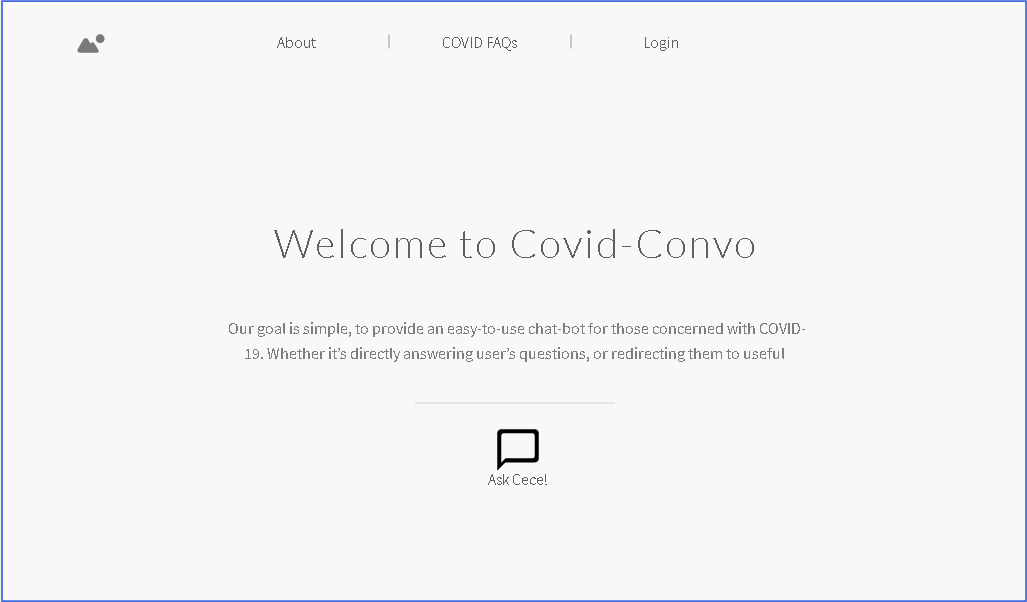 About | COVID FAQs | Login
Welcome to Covid-Convo
Our goal is simple, to provide an easy-to-use chat-bot for those concerned with COVID-
19. Whether it’s directly answering user’s questions, or redirecting them to useful
Ask Cece!